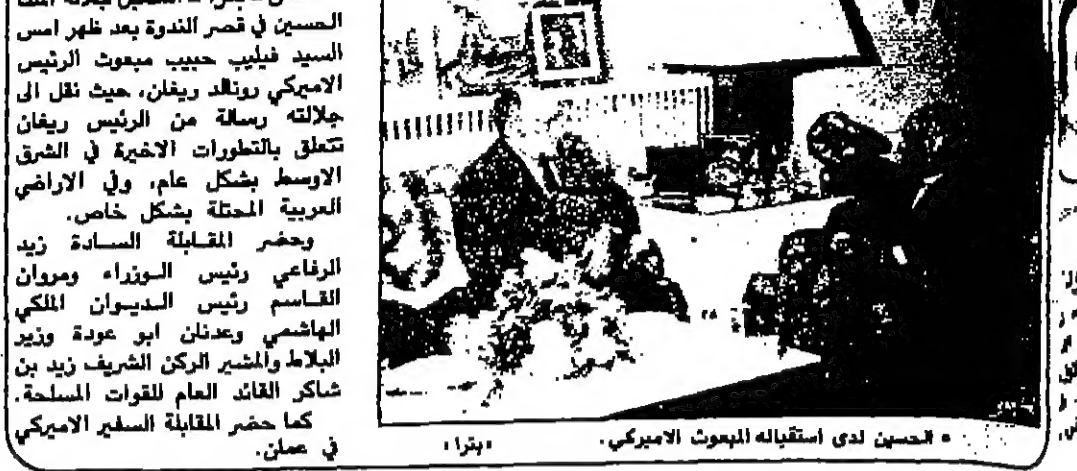 الحسين في قصر الندوة بعد ظهر امس
السيد فيليب حبيب مبعوث الرئيس
الاميركي رونالد ريغان، حيث نقل الى
جلالته رسالة من الرئيس ريغان
تتعلق بالتطورات الاخيرة في الشرق
الاوسط بشكل عام، وفي الاراضي
العربية المحتلة بشكل خاص.
وحضر المقابلة السادة زيد
الرفاعي رئيس الوزراء ومروان
القاسم رئيس الديوان الملكي
الهاشمي وعدنان ابو عودة وزير
البلاط والمشير الركن الشريف زيد بن
شاكر القائد العام للقوات المسلحة.
كما حضر المقابلة السفير الاميركي
في عمان.
* الحسين لدى استقباله المبعوث الاميركي. «بترا»